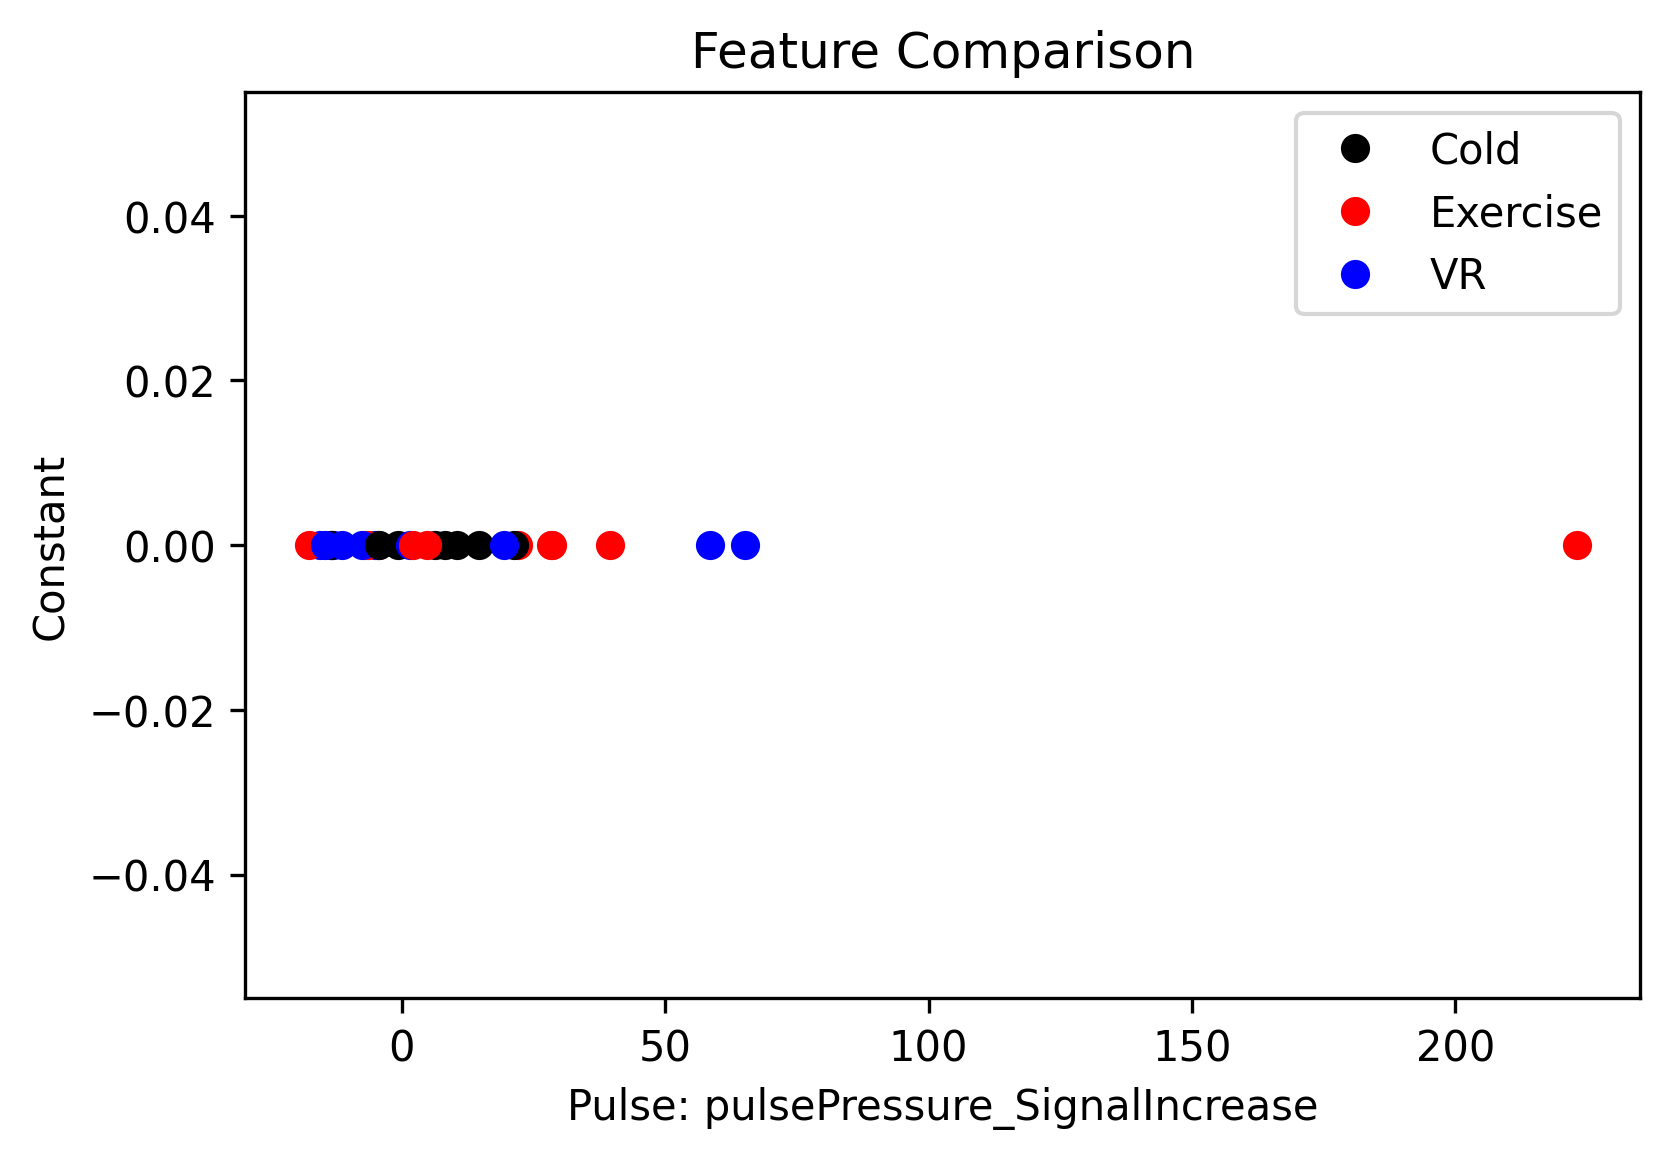 Feature Comparison
Cold
Exercise
VR
0.04
0.02
0.00
−0.02
−0.04
Constant
0 50 100 150 200
Pulse: pulsePressure_SignalIncrease